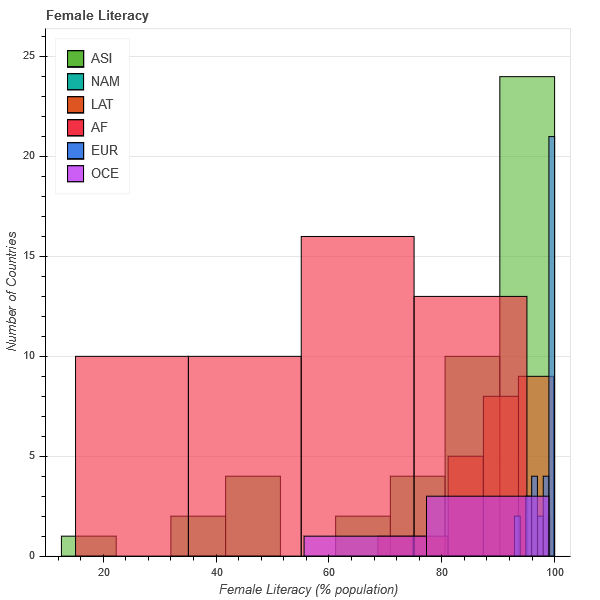 Female Literacy
25
20
15
10
5
0
ASI
NAM
LAT
AF
EUR
OCE
Number of Countries
20
40
60
80
100
Female Literacy (% population)